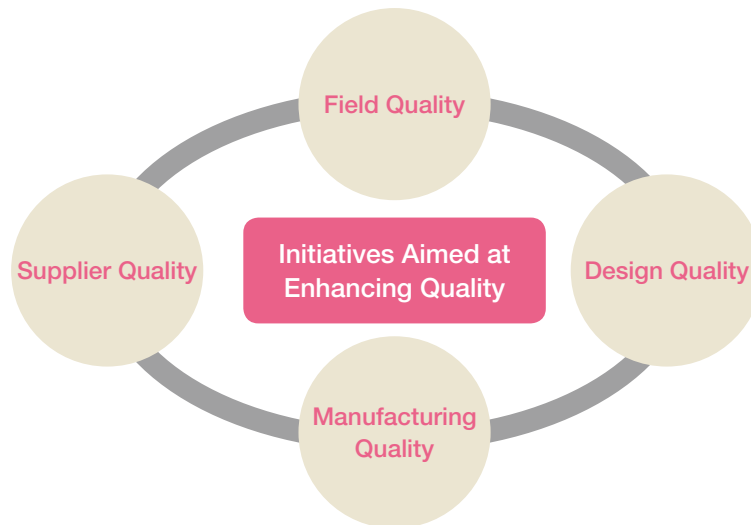 Field Quality
Supplier Quality
Initiatives Aimed at
Enhancing Quality
Design Quality
Manufacturing
Quality